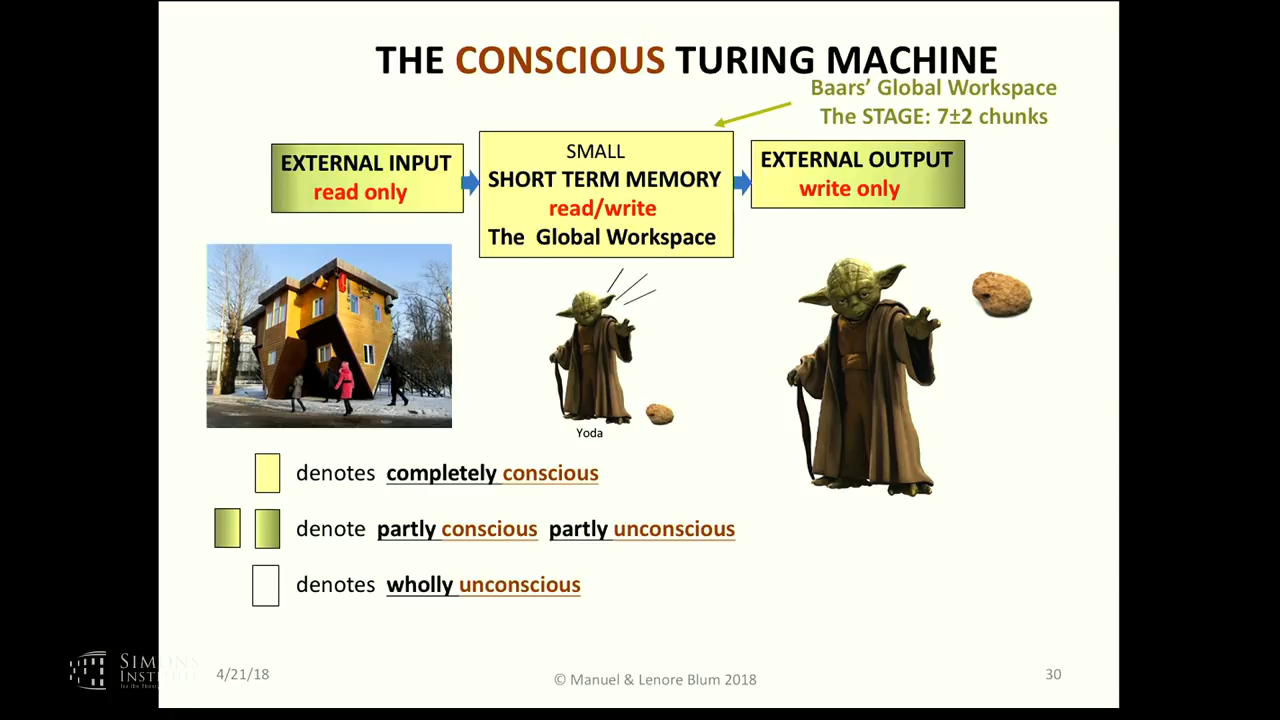 THE CONSCIOUS TURING MACHINE
Baars’ Global Workspace
The STAGE: 7±2 chunks
EXTERNAL INPUT
read only
SMALL
SHORT TERM MEMORY
read/write
The Global Workspace
EXTERNAL OUTPUT
write only
Yoda
denotes completely conscious
denote partly conscious partly unconscious
denotes wholly unconscious
4/21/18
© Manuel & Lenore Blum 2018
30